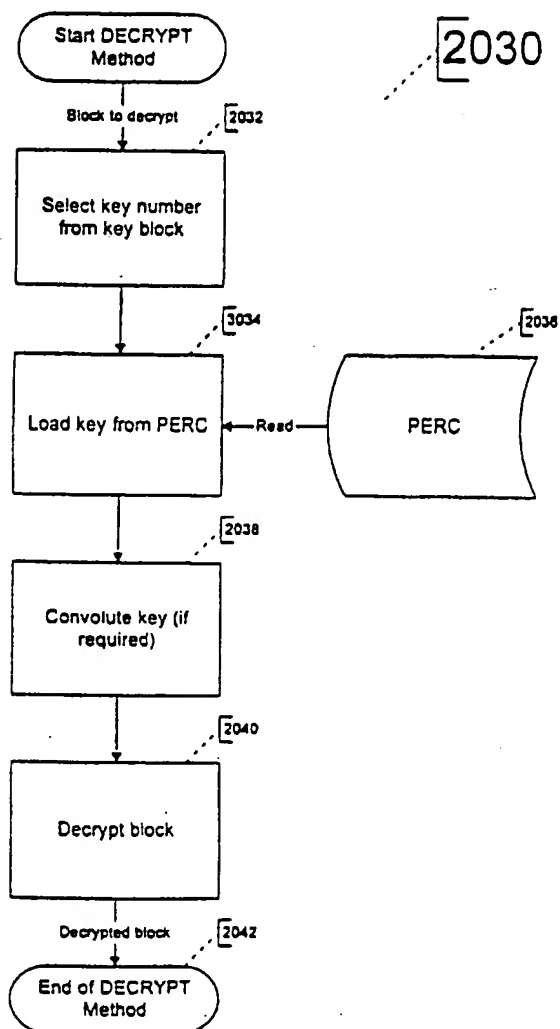 Start DECRYPT
Method
2030
Block to decrypt
2032
Select key number
from key block
3034
2036
Load key from PERC
Read
PERC
2038
Convolute key (if
required)
2040
Decrypt block
Decrypted block
2042
End of DECRYPT
Method